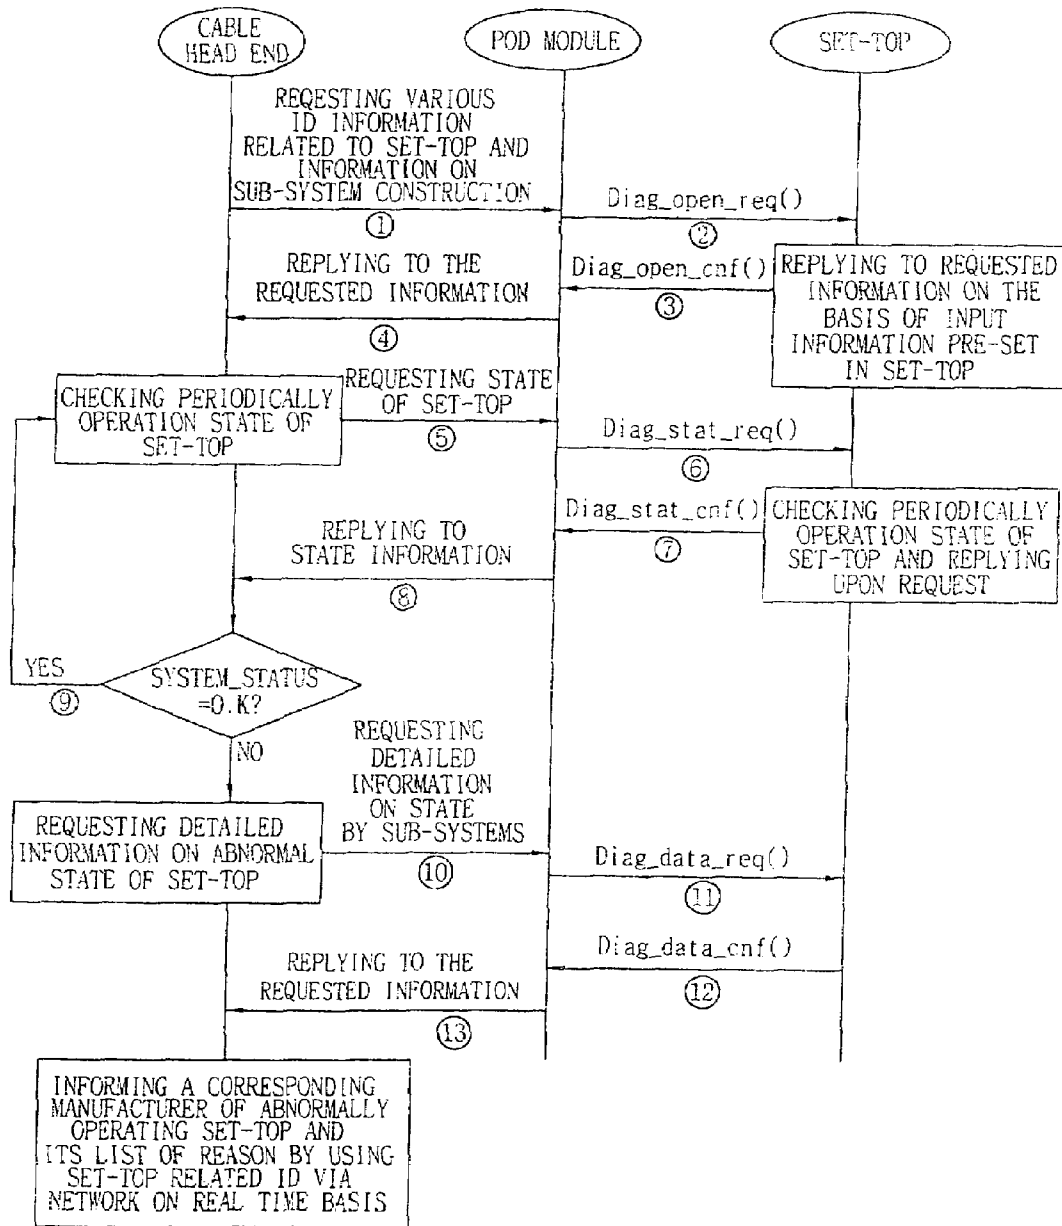 CABLE
HEAD END
POD MODULE
SET-TOP
REQESTING VARIOUS
ID INFORMATION
RELATED TO SET-TOP AND
INFORMATION ON
SUB-SYSTEM CONSTRUCTION
①
Diag_open_req()
②
REPLYING TO THE
REQUESTED INFORMATION
④
Diag_open_cnf()
③
REPLYING TO REQUESTED
INFORMATION ON THE
BASIS OF INPUT
INFORMATION PRE-SET
IN SET-TOP
CHECKING PERIODICALLY
OPERATION STATE OF
SET-TOP
REQUESTING STATE
OF SET-TOP
⑤
Diag_stat_req()
⑥
Diag_stat_cnf()
⑦
CHECKING PERIODICALLY
OPERATION STATE OF
SET-TOP AND REPLYING
UPON REQUEST
REPLYING TO
STATE INFORMATION
⑧
YES
⑨
SYSTEM_STATUS
=O.K?
NO
REQUESTING
DETAILED
INFORMATION
ON STATE
BY SUB-SYSTEMS
⑩
REQUESTING DETAILED
INFORMATION ON ABNORMAL
STATE OF SET-TOP
Diag_data_req()
⑪
Diag_data_cnf()
⑫
REPLYING TO THE
REQUESTED INFORMATION
⑬
INFORMING A CORRESPONDING
MANUFACTURER OF ABNORMALLY
OPERATING SET-TOP AND
ITS LIST OF REASON BY USING
SET-TOP RELATED ID VIA
NETWORK ON REAL TIME BASIS